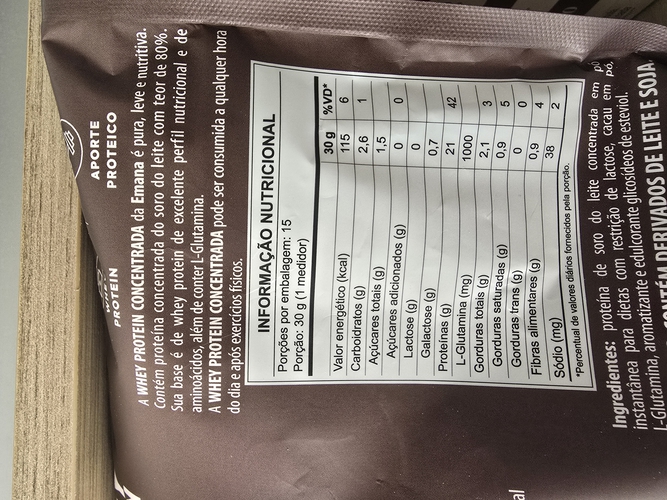 APORTE
PROTEICO
PROTEIN
A WHEY PROTEIN CONCENTRADA da Emana é pura, leve e nutritiva.
Contém proteína concentrada do soro do leite com teor de 80%.
Sua base é de whey protein de excelente perfil nutricional e de
aminoácidos, além de conter L-Glutamina.
A WHEY PROTEIN CONCENTRADA pode ser consumida a qualquer hora
do dia e após exercícios físicos.
INFORMAÇÃO NUTRICIONAL
Porções por embalagem: 15
Porção: 30 g (1 medidor)
30 g %VD*
Valor energético (kcal) 115 6
Carboidratos (g) 2,6 1
Açúcares totais (g) 1,5
Açúcares adicionados (g) 0 0
Lactose (g) 0
Galactose (g) 0,7
Proteínas (g) 21 42
L-Glutamina (mg) 1000
Gorduras totais (g) 2,1 3
Gorduras saturadas (g) 0,9 5
Gorduras trans (g) 0 0
Fibras alimentares (g) 0,9 4
Sódio (mg) 38 2
*Percentual de valores diários fornecidos pela porção.
Ingredientes: proteína de soro do leite concentrada em pó
instantânea para dietas com restrição de lactose, cacau em pó,
L-Glutamina, aromatizante e edulcorante glicosídeos de esteviol.
CONTÉM DERIVADOS DE LEITE E SOJA
al